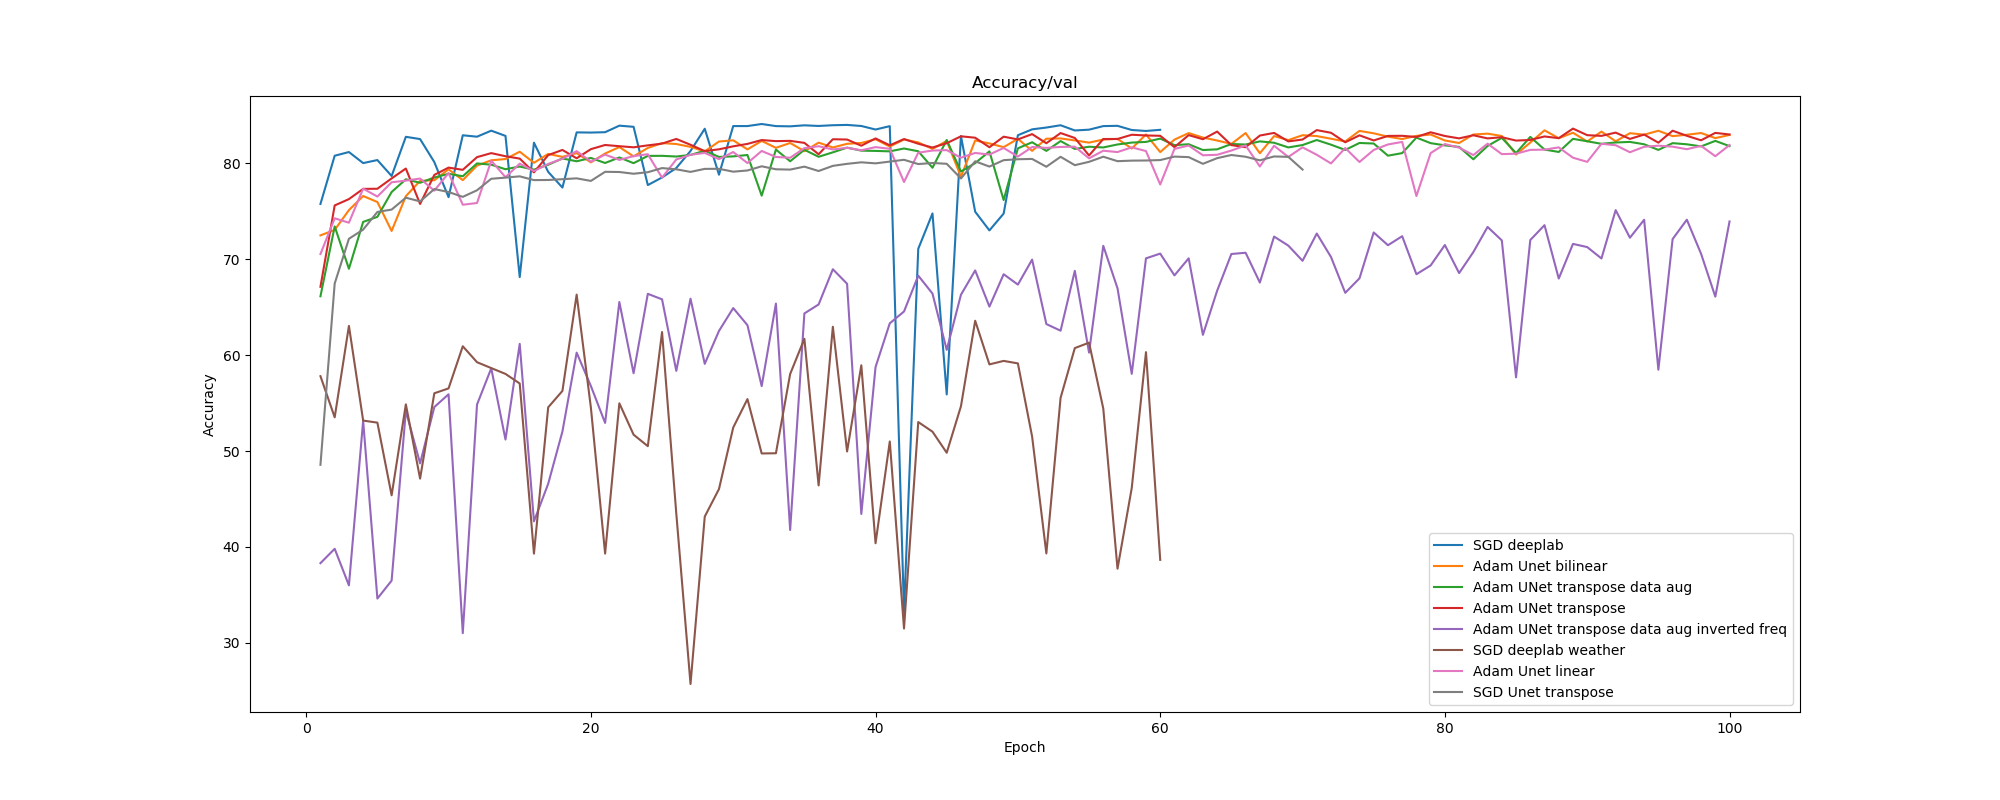 Accuracy/val
Accuracy
80
70
60
50
40
30
0
20
40
60
80
100
Epoch
SGD deeplab
Adam Unet bilinear
Adam UNet transpose data aug
Adam UNet transpose
Adam UNet transpose data aug inverted freq
SGD deeplab weather
Adam Unet linear
SGD Unet transpose